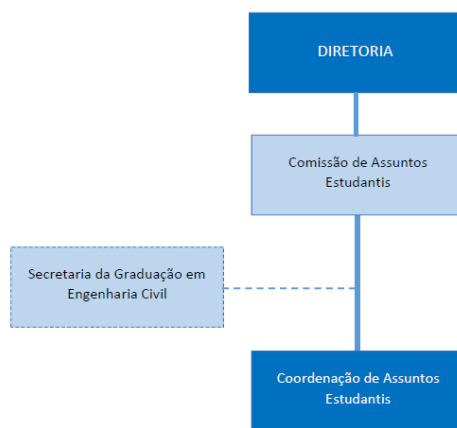 DIRETORIA
Comissão de Assuntos
Estudantis
Secretaria da Graduação em
Engenharia Civil
Coordenação de Assuntos
Estudantis